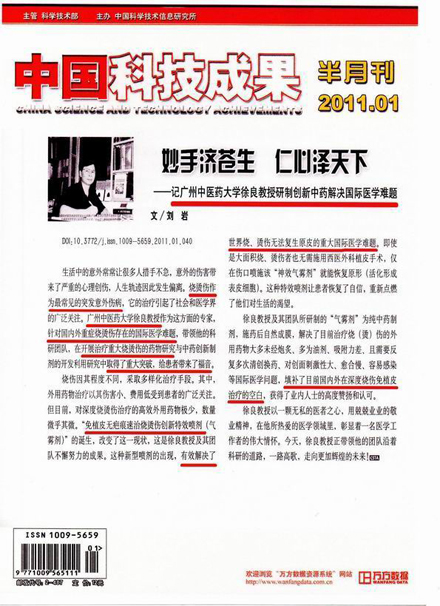 主管 科学技术部 主办 中国科学技术信息研究所
中国科技成果
半月刊
2011.01
CHINA SCIENCE AND TECHNOLOGY ACHIEVEMENTS
妙手济苍生 仁心泽天下
——记广州中医药大学徐良教授研制创新中药解决国际医学难题
文/刘 岩
DOI:10.3772/j.issn.1009-5659.2011.01.040
生活中的意外常常让很多人措手不及。意外的伤害带
来了严重的心理创伤，人生轨迹因此发生偏离。烧烫伤作
为最常见的突发意外伤病，它的治疗引起了社会和医学界
的广泛关注。广州中医药大学徐良教授作为这方面的专家，
针对国内外重症烧烫伤存在的国际医学难题，带领他的科
研团队，在开展治疗重大烧烫伤的药物研究与中药创新制
剂的开发利用研究中取得了重大突破，给患者带来了福音。
烧伤因其程度不同，采取多样化治疗手段。其中，
外用药物治疗以其伤害小、费用低受到患者的广泛关注。
但目前，对深度烧烫伤治疗的高效外用药物极少，数量
微乎其微。“免植皮无疤痕速治烧烫伤创新特效喷剂（气
雾剂）”的诞生，改变了这一现状，这是徐良教授及其团
队不懈努力的成果。这种新型喷剂的出现，有效解决了
世界烧、烫伤无法复生原皮的重大国际医学难题。即使
是大面积烧、烫伤者也无需施用西医外科植皮手术，仅
在伤口喷施该“神效气雾剂”就能恢复原形（活化形成
表皮细胞）。这种特效喷剂让患者恢复了自信，重新点燃
了他们对生活的渴望。
徐良教授及其团队所研制的“气雾剂”为纯中药制
剂，施药后自然成膜，解决了目前治疗烧（烫）伤的外
用药物大多未经炮炙、多为油剂、吸附力差、且需要反
复多次清创换药、对创面刺激性大、愈合慢、容易感染
等国际医学问题，填补了目前国内外在深度烧伤免植皮
治疗的空白，获得了业内人士的高度赞扬和认可。
徐良教授以一颗无私的医者之心，用兢兢业业的敬
业精神，在他所热爱的医学领域里，彰显着一名医学工
作者的伟大情怀。今天，徐良教授正带领他的团队沿着
科研的道路，一路高歌，走向更加辉煌的未来！
ISSN 1009-5659
01>
9 771009 565111
欢迎浏览“万方数据资源系统”网站
http://www.wanfangdata.com.cn
万方数据
WANFANG DATA